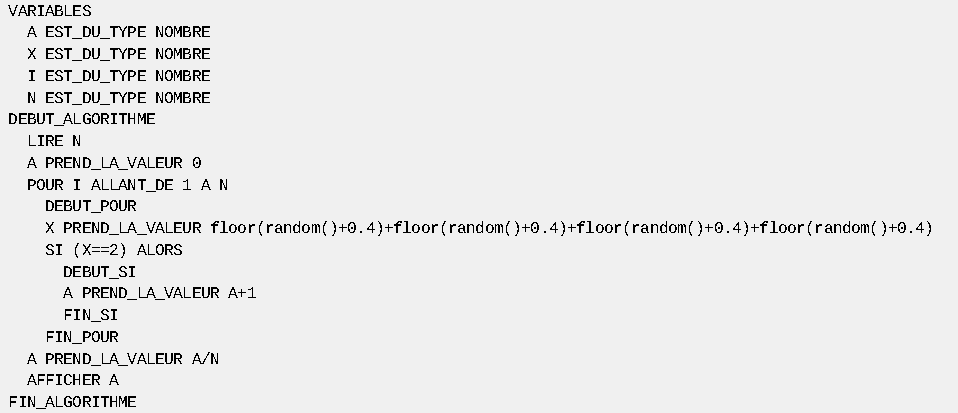 VARIABLES
A EST_DU_TYPE NOMBRE
X EST_DU_TYPE NOMBRE
I EST_DU_TYPE NOMBRE
N EST_DU_TYPE NOMBRE
DEBUT_ALGORITHME
LIRE N
A PREND_LA_VALEUR 0
POUR I ALLANT_DE 1 A N
DEBUT_POUR
X PREND_LA_VALEUR floor(random()+0.4)+floor(random()+0.4)+floor(random()+0.4)+floor(random()+0.4)
SI (X==2) ALORS
DEBUT_SI
A PREND_LA_VALEUR A+1
FIN_SI
FIN_POUR
A PREND_LA_VALEUR A/N
AFFICHER A
FIN_ALGORITHME